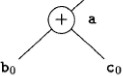 + a
b₀ c₀